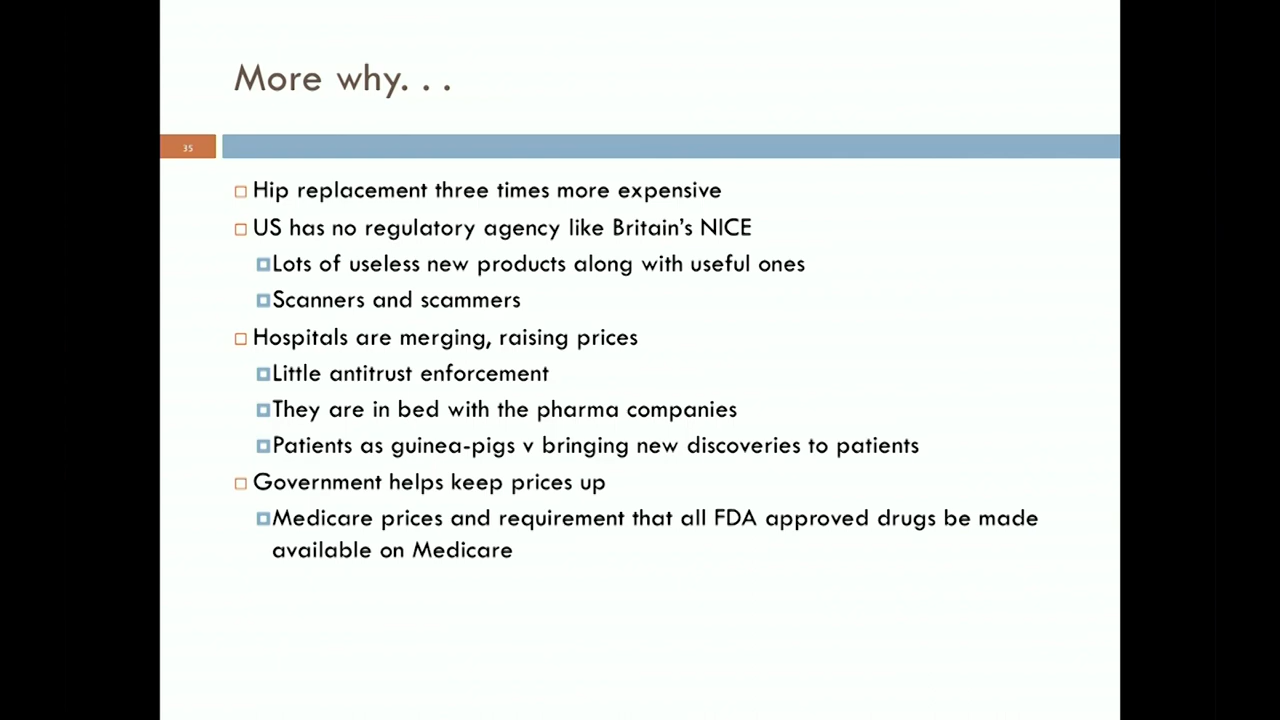 More why. . .
35
Hip replacement three times more expensive
US has no regulatory agency like Britain's NICE
Lots of useless new products along with useful ones
Scanners and scammers
Hospitals are merging, raising prices
Little antitrust enforcement
They are in bed with the pharma companies
Patients as guinea-pigs v bringing new discoveries to patients
Government helps keep prices up
Medicare prices and requirement that all FDA approved drugs be made
available on Medicare